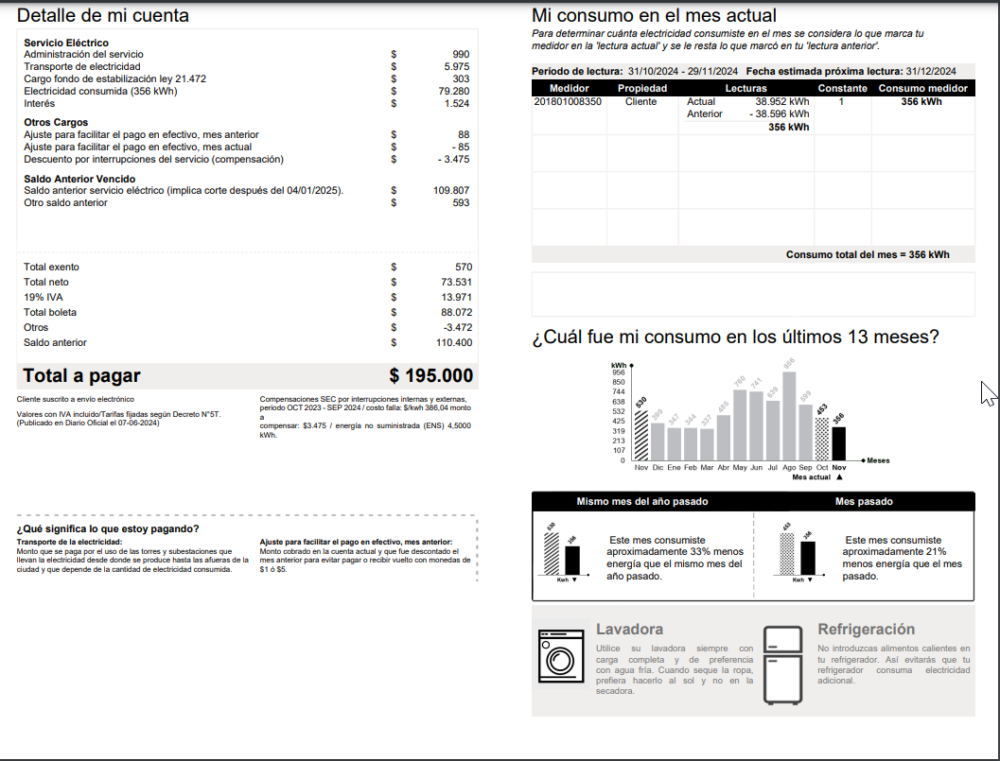 Detalle de mi cuenta
Servicio Eléctrico
Administración del servicio $ 990
Transporte de electricidad $ 5.975
Cargo fondo de estabilización ley 21.472 $ 303
Electricidad consumida (356 kWh) $ 79.280
Interés $ 1.524
Otros Cargos
Ajuste para facilitar el pago en efectivo, mes anterior $ 88
Ajuste para facilitar el pago en efectivo, mes actual $ - 85
Descuento por interrupciones del servicio (compensación) $ - 3.475
Saldo Anterior Vencido
Saldo anterior servicio eléctrico (implica corte después del 04/01/2025). $ 109.807
Otro saldo anterior $ 593
Total exento $ 570
Total neto $ 73.531
19% IVA $ 13.971
Total boleta $ 88.072
Otros $ -3.472
Saldo anterior $ 110.400
Total a pagar $ 195.000
Cliente suscrito a envío electrónico
Valores con IVA incluido/Tarifas fijadas según Decreto N°5T.
(Publicado en Diario Oficial el 07-06-2024)
Compensaciones SEC por interrupciones internas y externas,
periodo OCT 2023 - SEP 2024 / costo falla: $/kwh 386,04 monto
a
compensar: $3.475 / energía no suministrada (ENS) 4,5000
kWh.
¿Qué significa lo que estoy pagando?
Transporte de la electricidad:
Monto que se paga por el uso de las torres y subestaciones que
llevan la electricidad desde donde se produce hasta las afueras de la
ciudad y que depende de la cantidad de electricidad consumida.
Ajuste para facilitar el pago en efectivo, mes anterior:
Monto cobrado en la cuenta actual y que fue descontado el
mes anterior para evitar pagar o recibir vuelto con monedas de
$1 ó $5.
Mi consumo en el mes actual
Para determinar cuánta electricidad consumiste en el mes se considera lo que marca tu
medidor en la 'lectura actual' y se le resta lo que marcó en tu 'lectura anterior'.
Período de lectura: 31/10/2024 - 29/11/2024 Fecha estimada próxima lectura: 31/12/2024
Medidor Propiedad Lecturas Constante Consumo medidor
201801008350 Cliente Actual 38.952 kWh 1 356 kWh
Anterior - 38.596 kWh
356 kWh
Consumo total del mes = 356 kWh
¿Cuál fue mi consumo en los últimos 13 meses?
kWh
956
850
744
638
532
425
319
213
107
0
530 399 347 344 337 485 760 741 639 956 599 453 356
Nov Dic Ene Feb Mar Abr May Jun Jul Ago Sep Oct Nov
Meses
Mes actual
Mismo mes del año pasado
530 356
Kwh
Este mes consumiste
aproximadamente 33% menos
energía que el mismo mes del
año pasado.
Mes pasado
453 356
Kwh
Este mes consumiste
aproximadamente 21%
menos energía que el mes
pasado.
Lavadora
Utilice su lavadora siempre con
carga completa y de preferencia
con agua fría. Cuando seque la ropa,
prefiera hacerlo al sol y no en la
secadora.
Refrigeración
No introduzcas alimentos calientes en
tu refrigerador. Así evitarás que tu
refrigerador consuma electricidad
adicional.